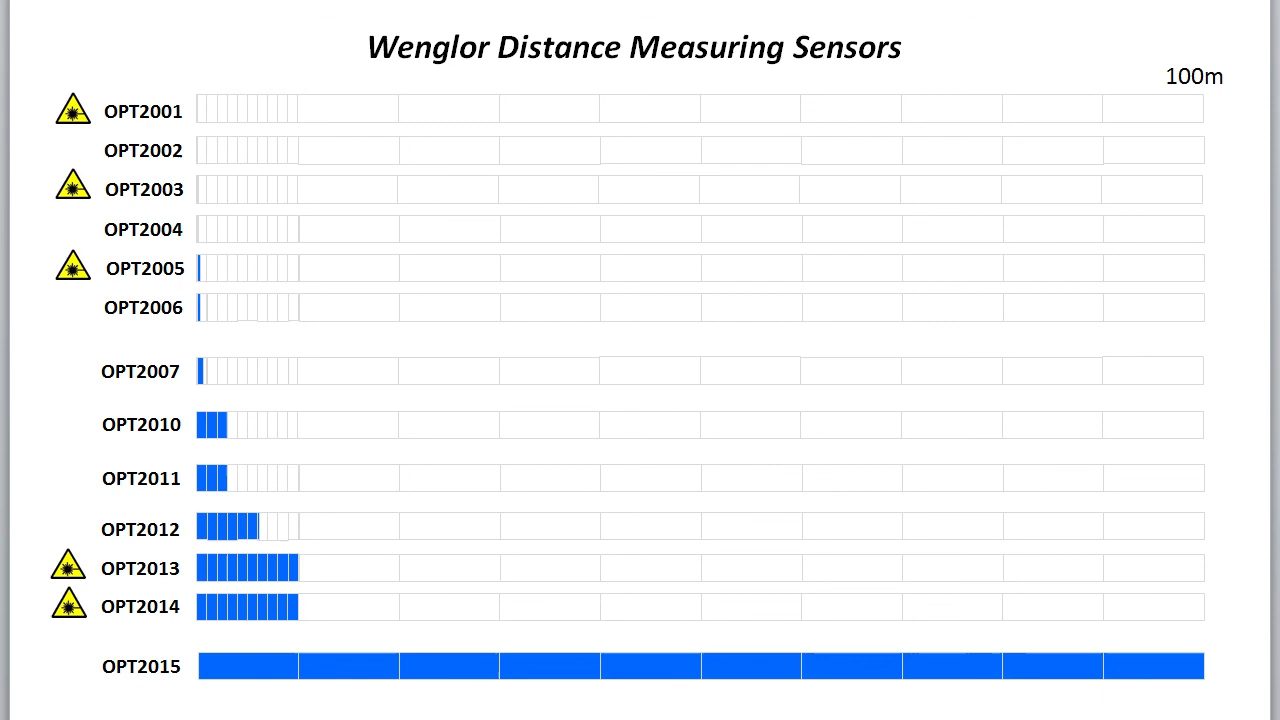 Wenglor Distance Measuring Sensors
100m
OPT2001
OPT2002
OPT2003
OPT2004
OPT2005
OPT2006
OPT2007
OPT2010
OPT2011
OPT2012
OPT2013
OPT2014
OPT2015